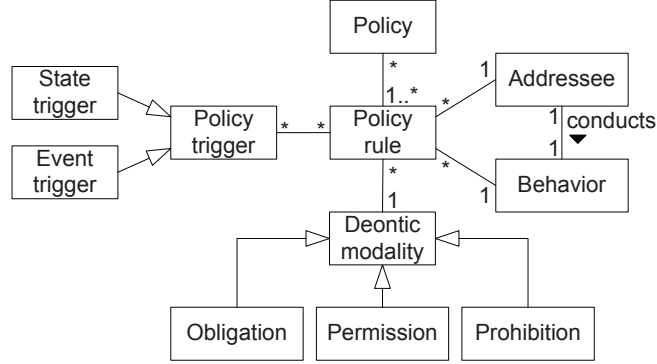 Policy
*
1..*
State
trigger
Event
trigger
Policy
trigger
* *
Policy
rule
* 1
Addressee
1 conducts
1
* 1
Behavior
*
1
Deontic
modality
Obligation
Permission
Prohibition